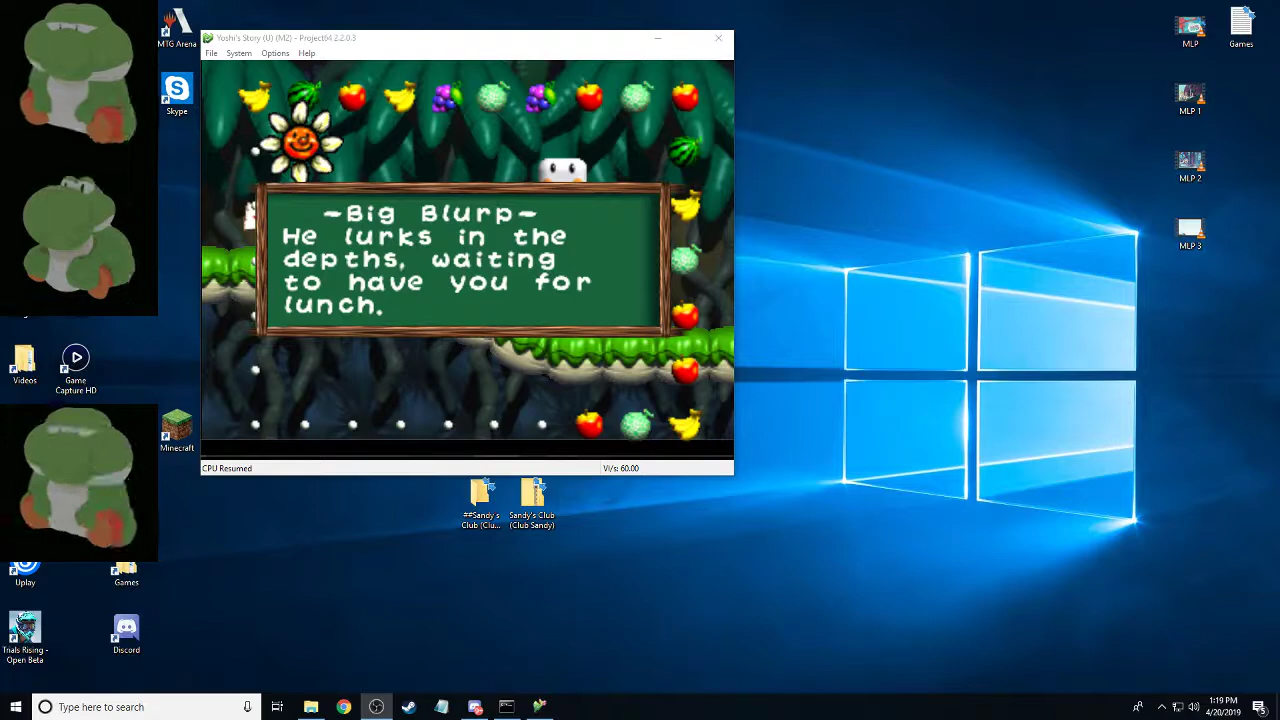 MTG Arena
Skype
Videos
Game
Capture HD
Minecraft
Uplay
Games
Trials Rising -
Open Beta
Discord
Yoshi's Story (U) (M2) - Project64 2.2.0.3
File System Options Help
-Big Blurp-
He lurks in the
depths, waiting
to have you for
lunch.
CPU Resumed
VI/s: 60.00
##Sandy's
Club (Clu...
Sandy's Club
(Club Sandy)
MLP
Games
MLP 1
MLP 2
MLP 3
Type here to search
1:19 PM
4/20/2019